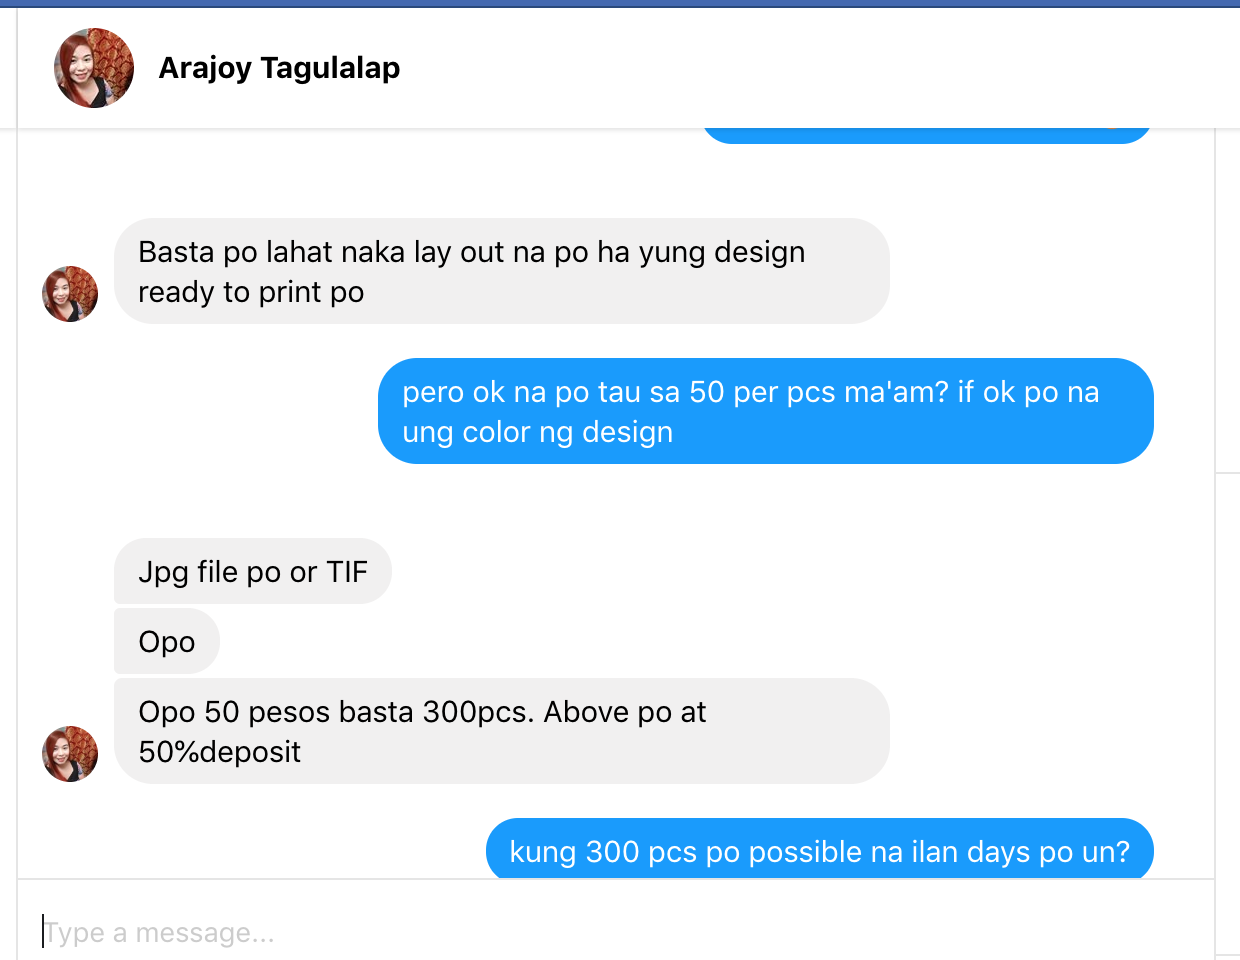 Arajoy Tagulalap
Basta po lahat naka lay out na po ha yung design
ready to print po
pero ok na po tau sa 50 per pcs ma'am? if ok po na
ung color ng design
Jpg file po or TIF
Opo
Opo 50 pesos basta 300pcs. Above po at
50%deposit
kung 300 pcs po possible na ilan days po un?
Type a message...